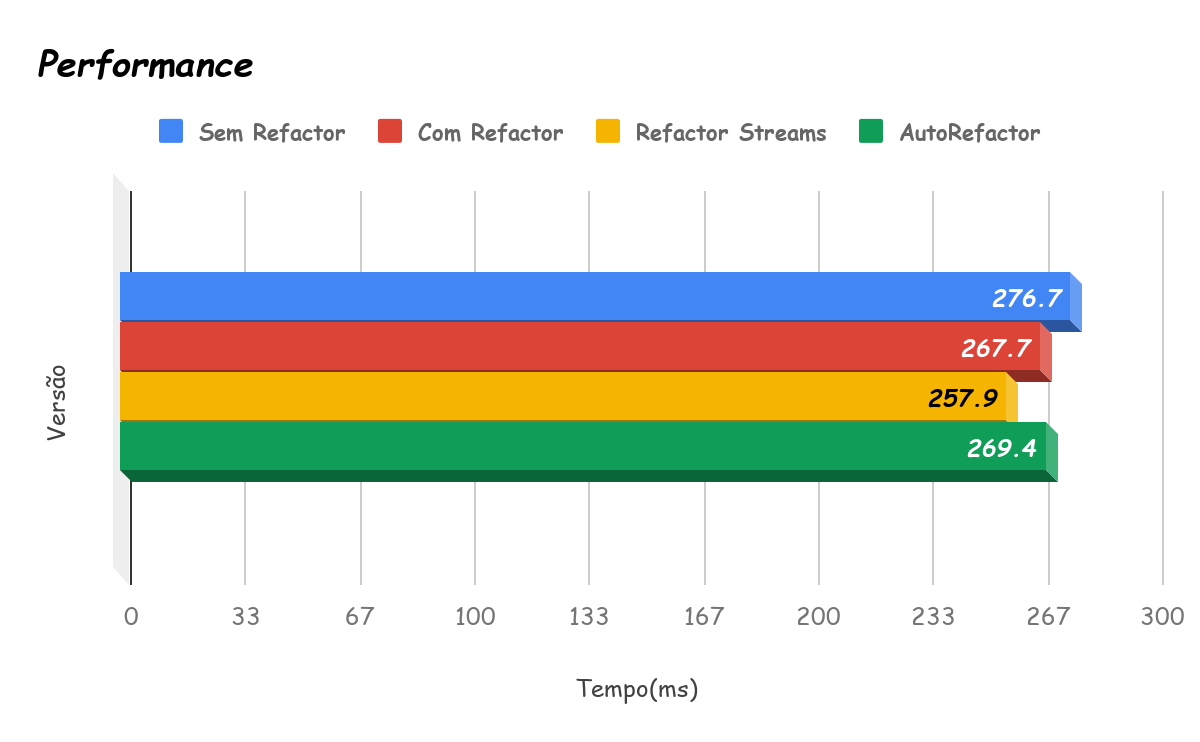 Performance
Sem Refactor Com Refactor Refactor Streams AutoRefactor
276.7
267.7
257.9
269.4
Versão
0 33 67 100 133 167 200 233 267 300
Tempo(ms)